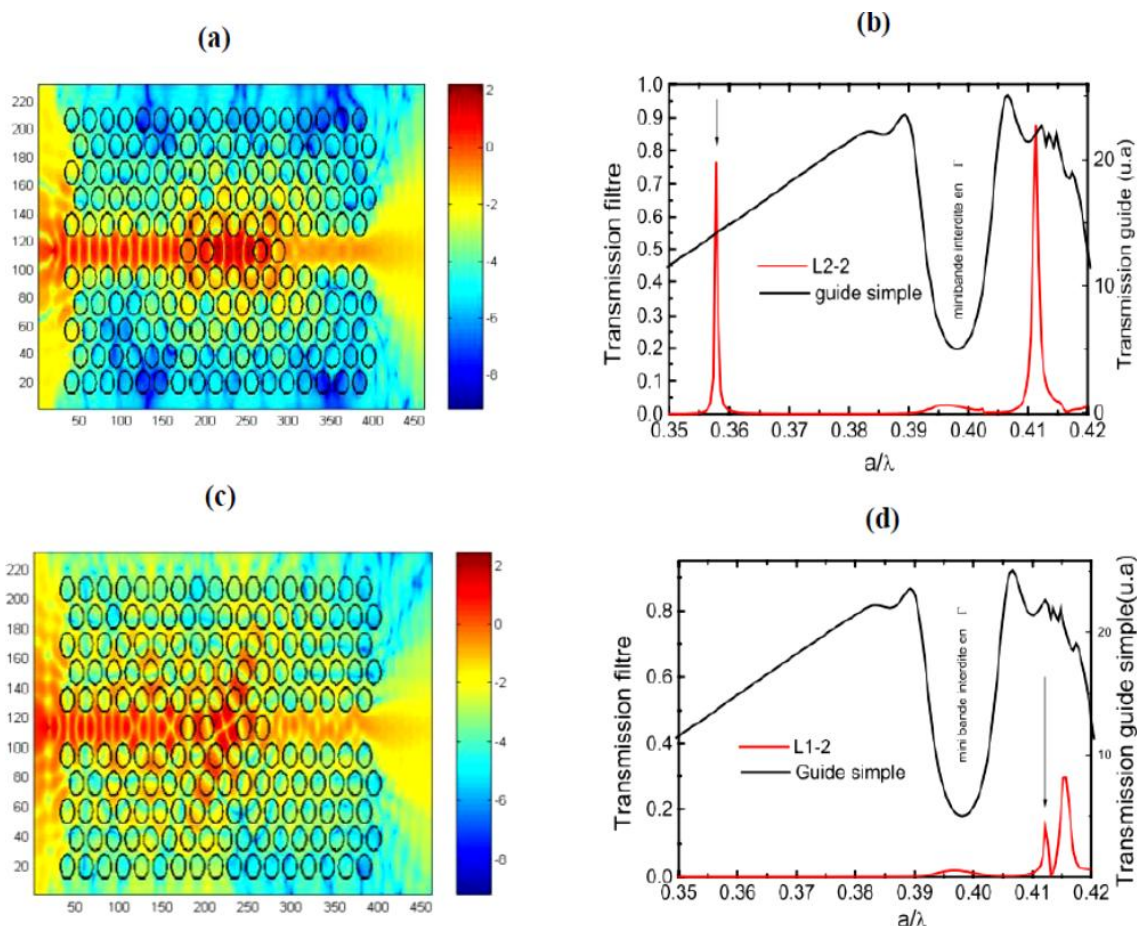 (a)
220
200
180
160
140
120
100
80
60
40
20
50 100 150 200 250 300 350 400 450
2
0
-2
-4
-6
-8
(b)
1.0
0.9
0.8
0.7
0.6
0.5
0.4
0.3
0.2
0.1
0.0
Transmission filtre
minibande interdite en Γ
L2-2
guide simple
20
10
0
Transmission guide (u.a)
0.35 0.36 0.37 0.38 0.39 0.40 0.41 0.42
a/λ
(c)
220
200
180
160
140
120
100
80
60
40
20
50 100 150 200 250 300 350 400 450
2
0
-2
-4
-6
-8
(d)
0.8
0.6
0.4
0.2
0.0
Transmission filtre
mini bande interdite en Γ
L1-2
Guide simple
20
10
0
Transmission guide simple(u.a)
0.35 0.36 0.37 0.38 0.39 0.40 0.41 0.42
a/λ